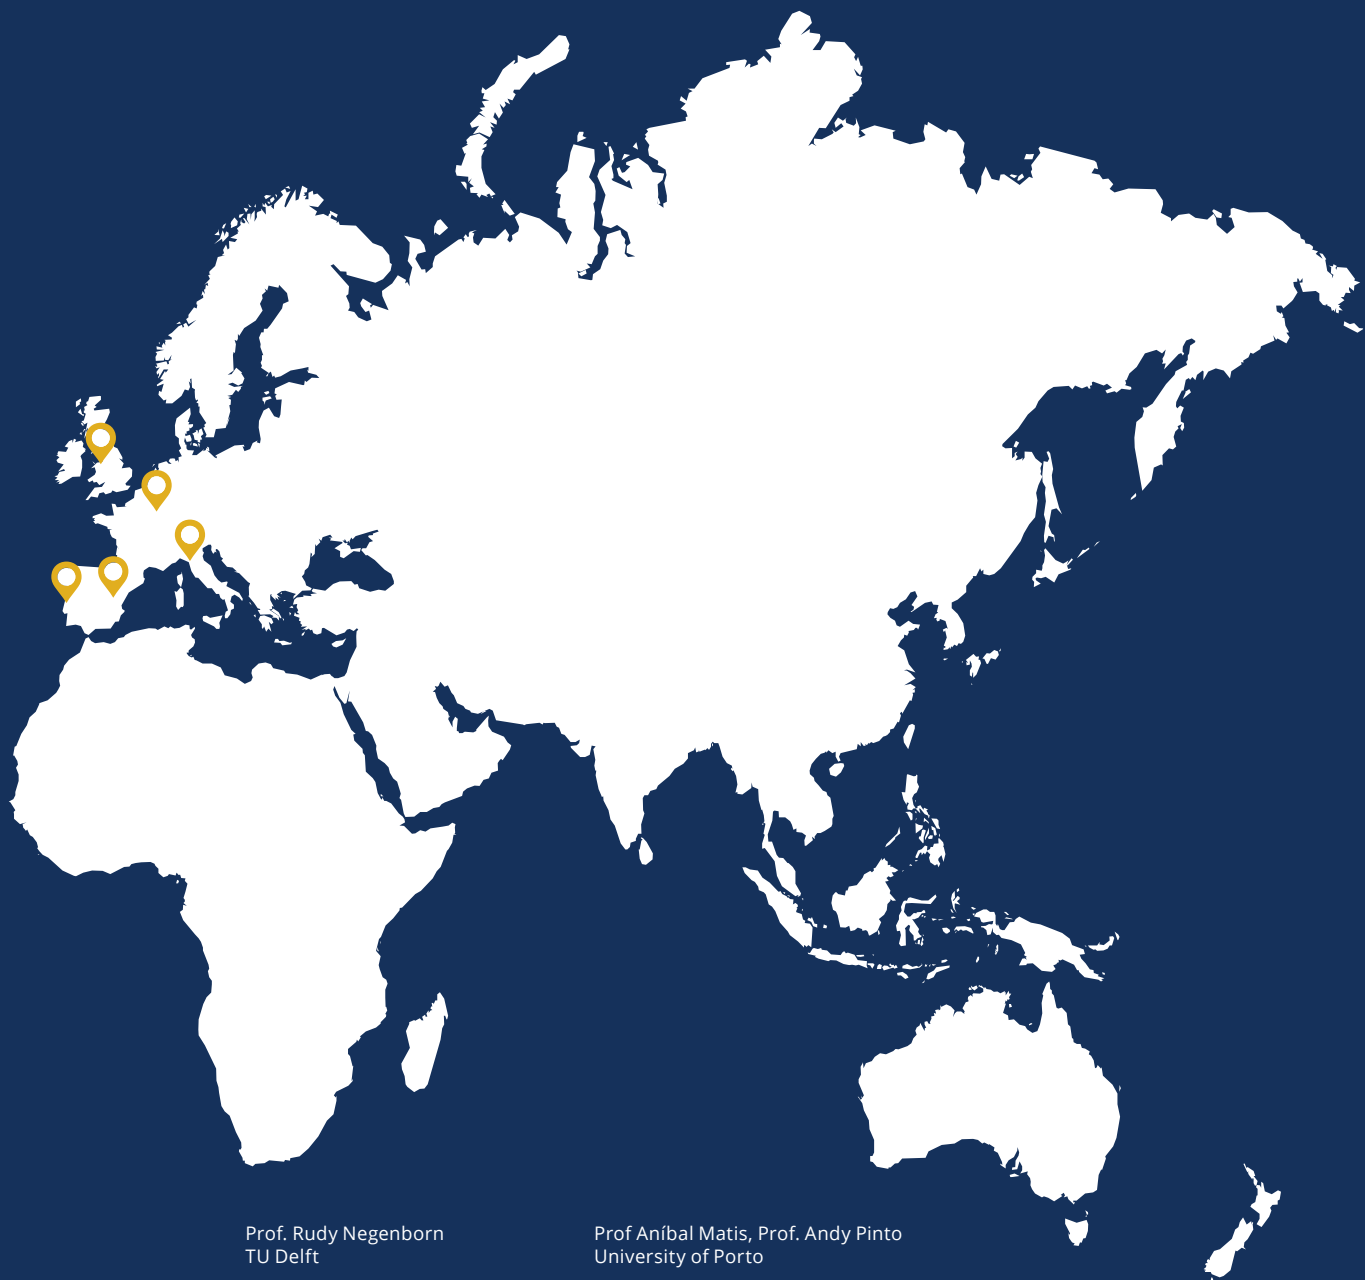 Prof. Rudy Negenborn
TU Delft
Prof Aníbal Matis, Prof. Andy Pinto
University of Porto